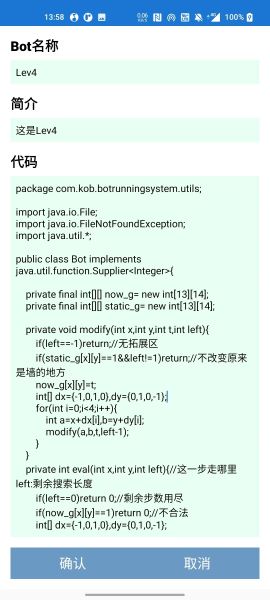 13:58
0.06
KB/s
100%
Bot名称
Lev4
简介
这是Lev4
代码
package com.kob.botrunningsystem.utils;
import java.io.File;
import java.io.FileNotFoundException;
import java.util.*;
public class Bot implements
java.util.function.Supplier<Integer>{
private final int[][] now_g= new int[13][14];
private final int[][] static_g= new int[13][14];
private void modify(int x,int y,int t,int left){
if(left==-1)return;//无拓展区
if(static_g[x][y]==1&&left!=1)return;//不改变原来
是墙的地方
now_g[x][y]=t;
int[] dx={-1,0,1,0},dy={0,1,0,-1};
for(int i=0;i<4;i++){
int a=x+dx[i],b=y+dy[i];
modify(a,b,t,left-1);
}
}
private int eval(int x,int y,int left){//这一步走哪里
left:剩余搜索长度
if(left==0)return 0;//剩余步数用尽
if(now_g[x][y]==1)return 0;//不合法
int[] dx={-1,0,1,0},dy={0,1,0,-1};
确认
取消